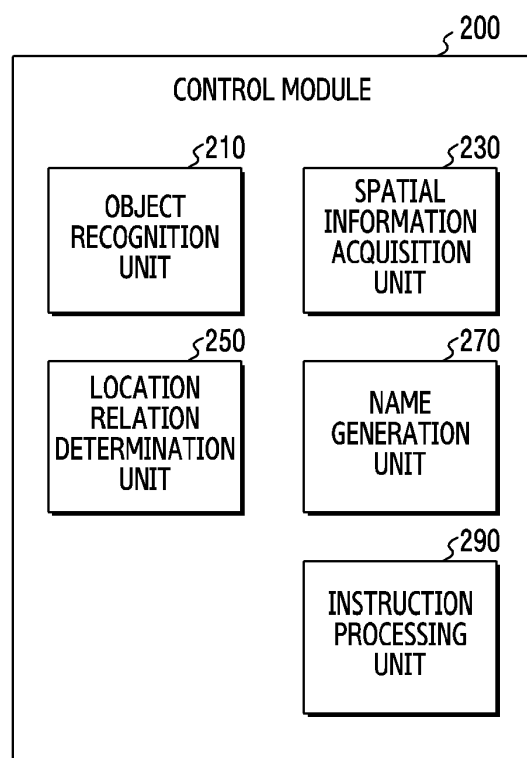 200
CONTROL MODULE
210
OBJECT
RECOGNITION
UNIT
230
SPATIAL
INFORMATION
ACQUISITION
UNIT
250
LOCATION
RELATION
DETERMINATION
UNIT
270
NAME
GENERATION
UNIT
290
INSTRUCTION
PROCESSING
UNIT